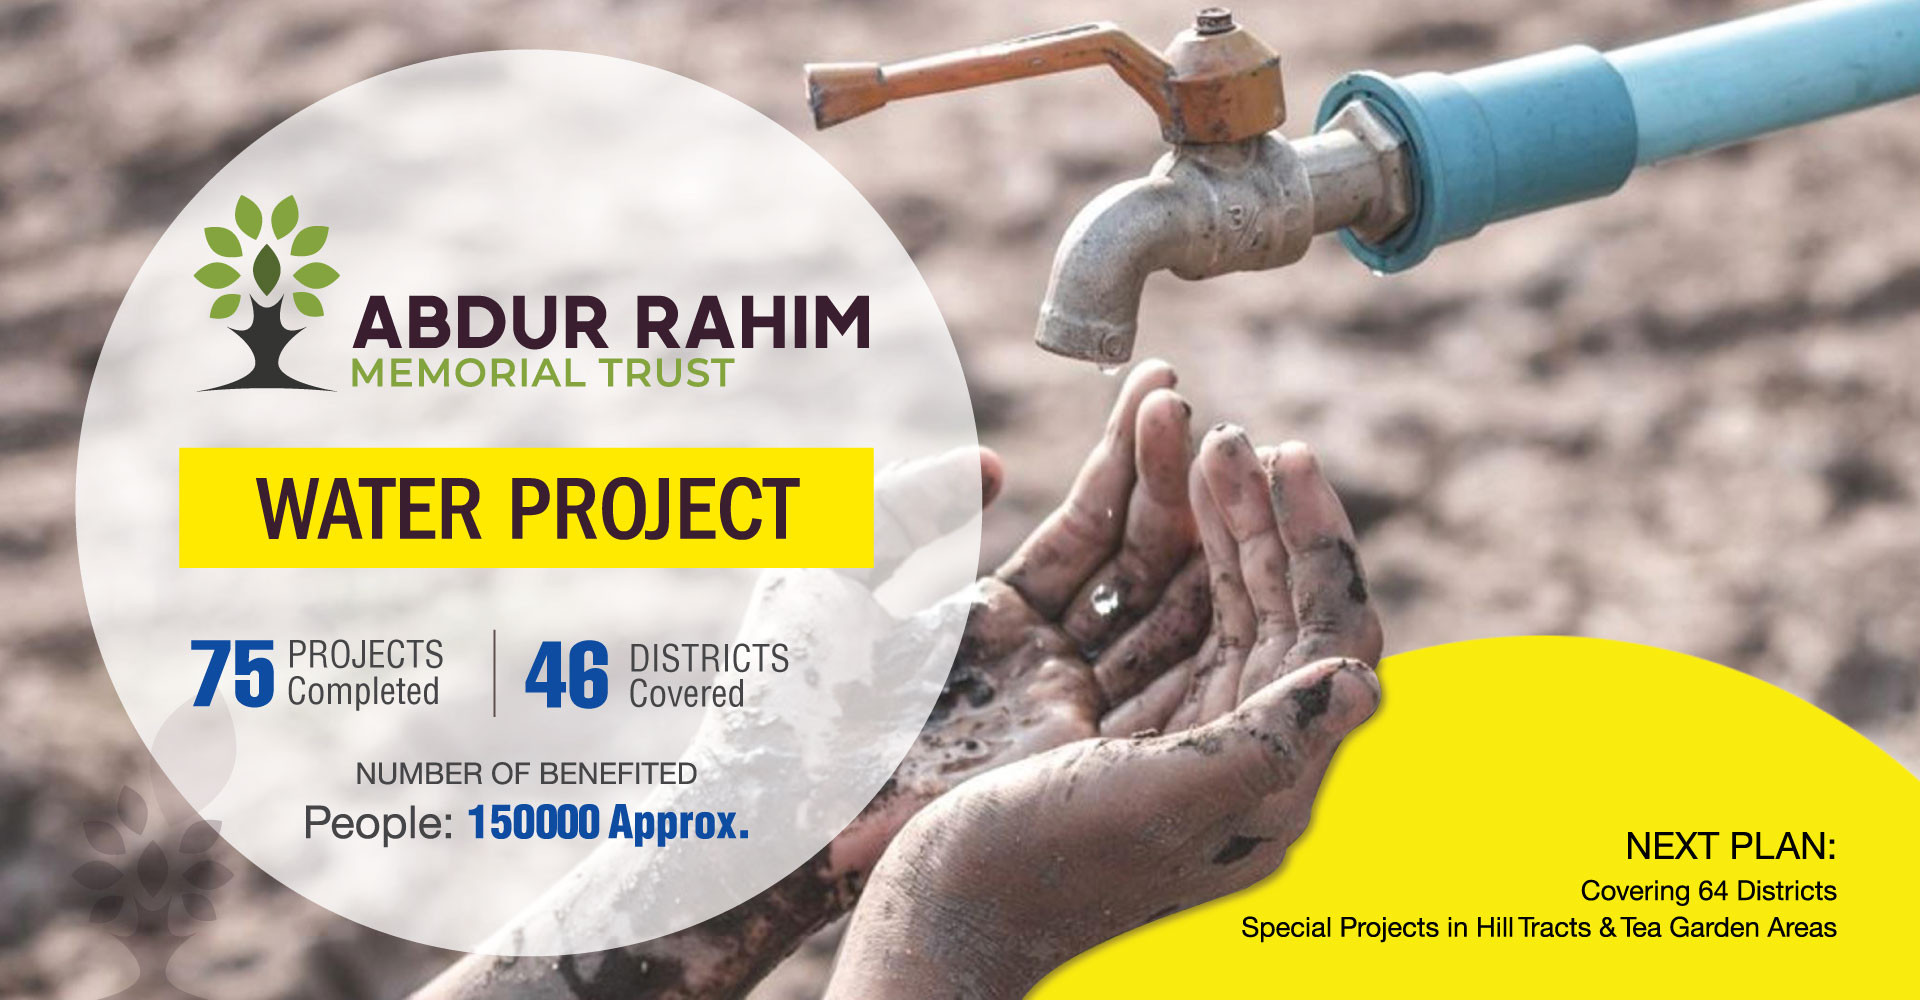 ABDUR RAHIM
MEMORIAL TRUST
WATER PROJECT
75 PROJECTS Completed
46 DISTRICTS Covered
NUMBER OF BENEFITED
People: 150000 Approx.
NEXT PLAN:
Covering 64 Districts
Special Projects in Hill Tracts & Tea Garden Areas